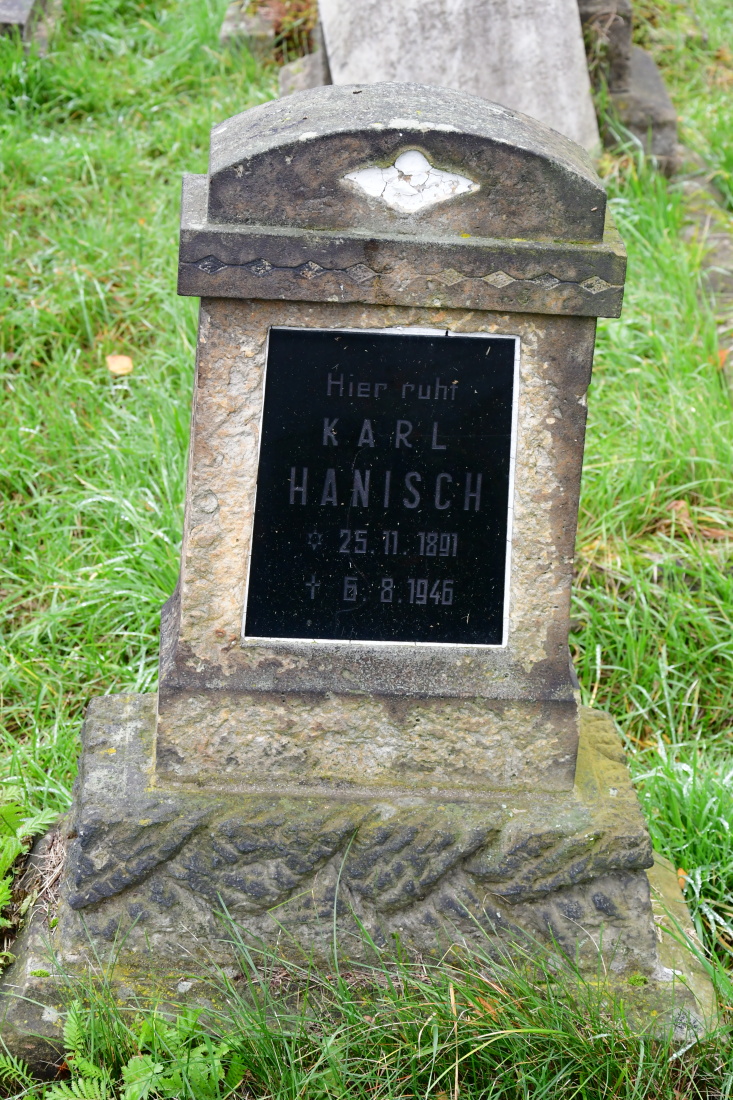 Hier ruht
KARL
HANISCH
✡ 25. 11. 1891
✝ 6. 8. 1946